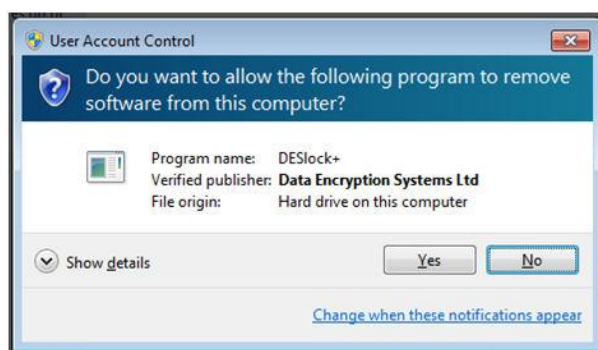 User Account Control
Do you want to allow the following program to remove
software from this computer?
Program name: DESlock+
Verified publisher: Data Encryption Systems Ltd
File origin: Hard drive on this computer
Show details
Yes
No
Change when these notifications appear